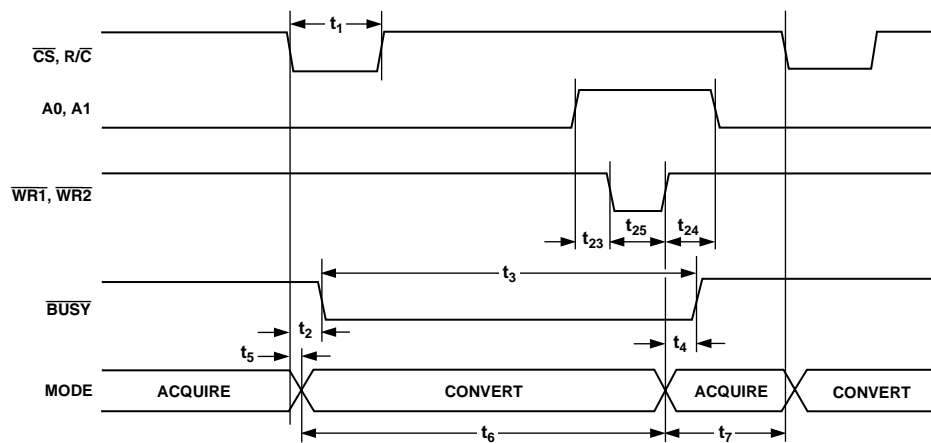 t1
CS, R/C
A0, A1
WR1, WR2
t23
t25
t24
t3
BUSY
t2
t4
t5
MODE
ACQUIRE
CONVERT
ACQUIRE
CONVERT
t6
t7